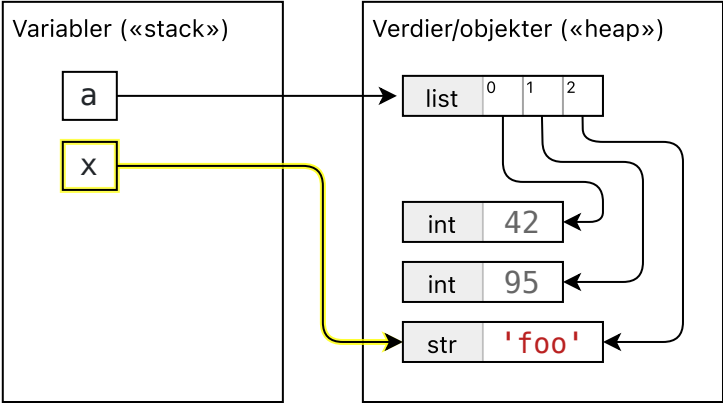 Variabler («stack»)
Verdier/objekter («heap»)
a
list 0 1 2
x
int 42
int 95
str 'foo'